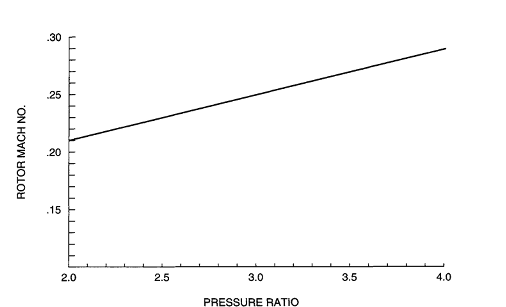 .30
.25
.20
.15
ROTOR MACH NO.
2.0 2.5 3.0 3.5 4.0
PRESSURE RATIO